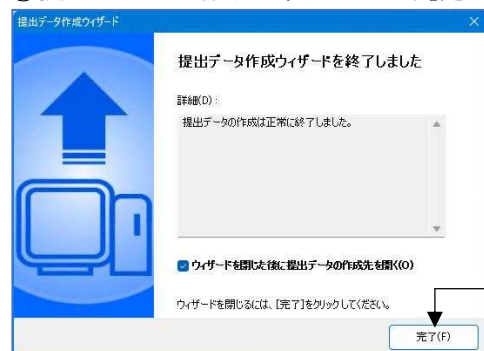 提出データ作成ウィザード
提出データ作成ウィザードを終了しました
詳細(D) :
提出データの作成は正常に終了しました。
ウィザードを閉じた後に提出データの作成先を開く(O)
ウィザードを閉じるには、[完了]をクリックしてください。
完了(F)